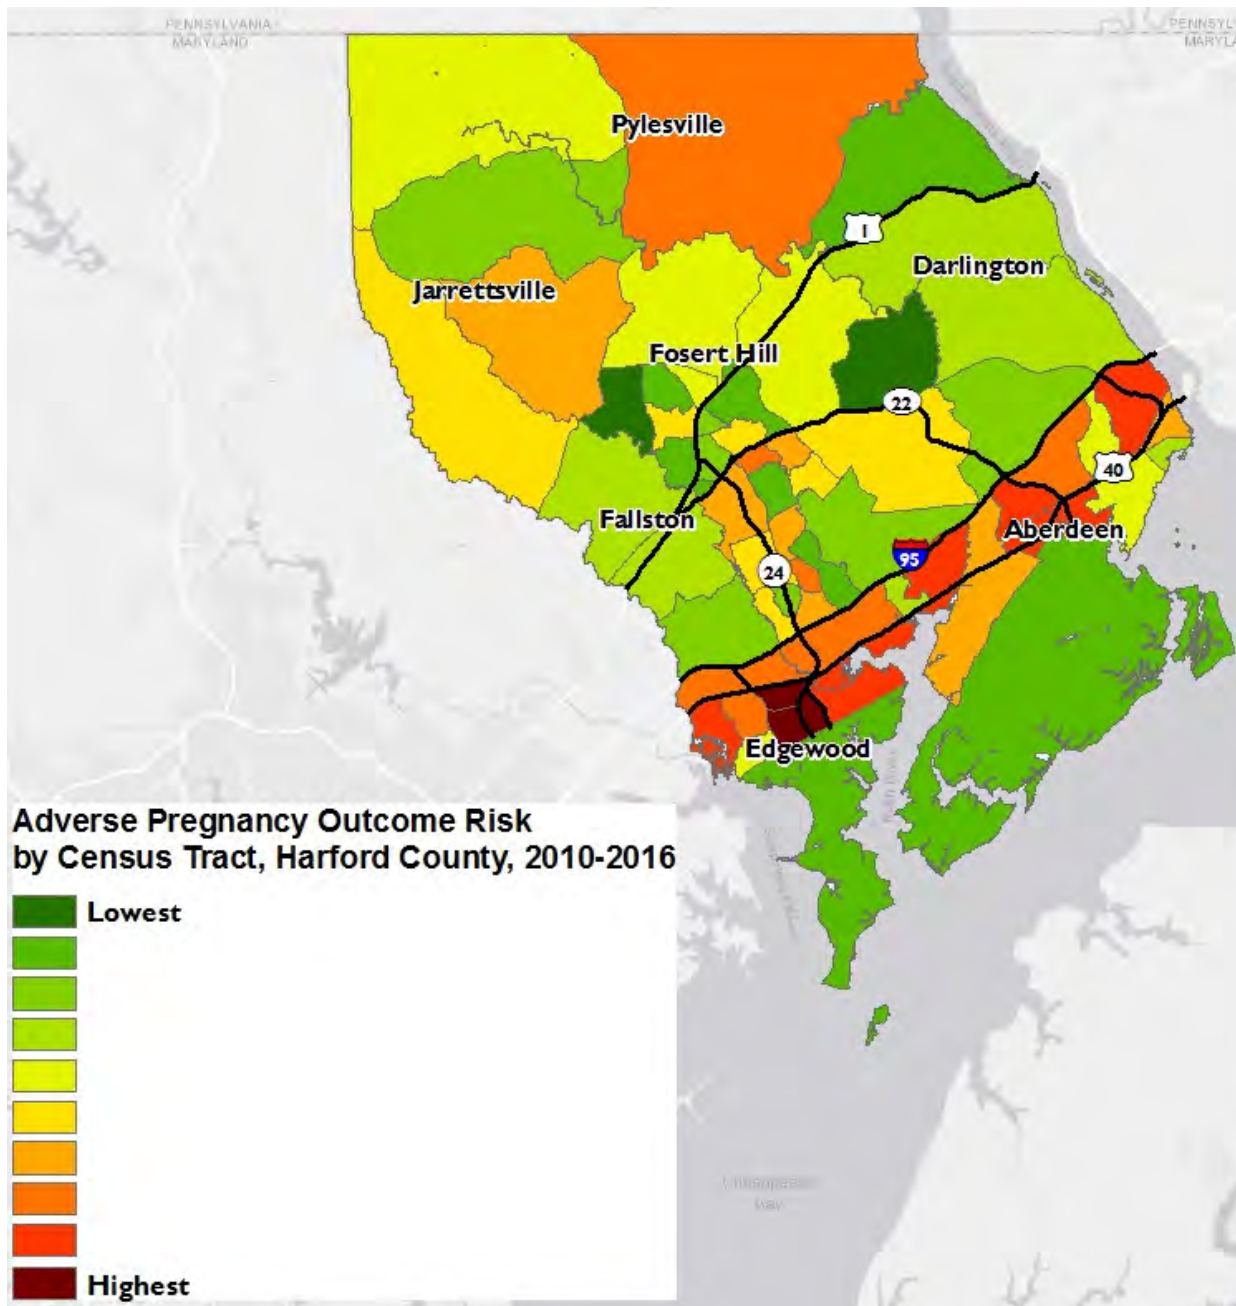 PENNSYLVANIA
MARYLAND
PENNSYL
MARYLA
Pylesville
1
Darlington
Jarrettsville
Fosert Hill
22
40
Fallston
Aberdeen
95
24
Edgewood
Adverse Pregnancy Outcome Risk
by Census Tract, Harford County, 2010-2016
Lowest
Highest
Bay